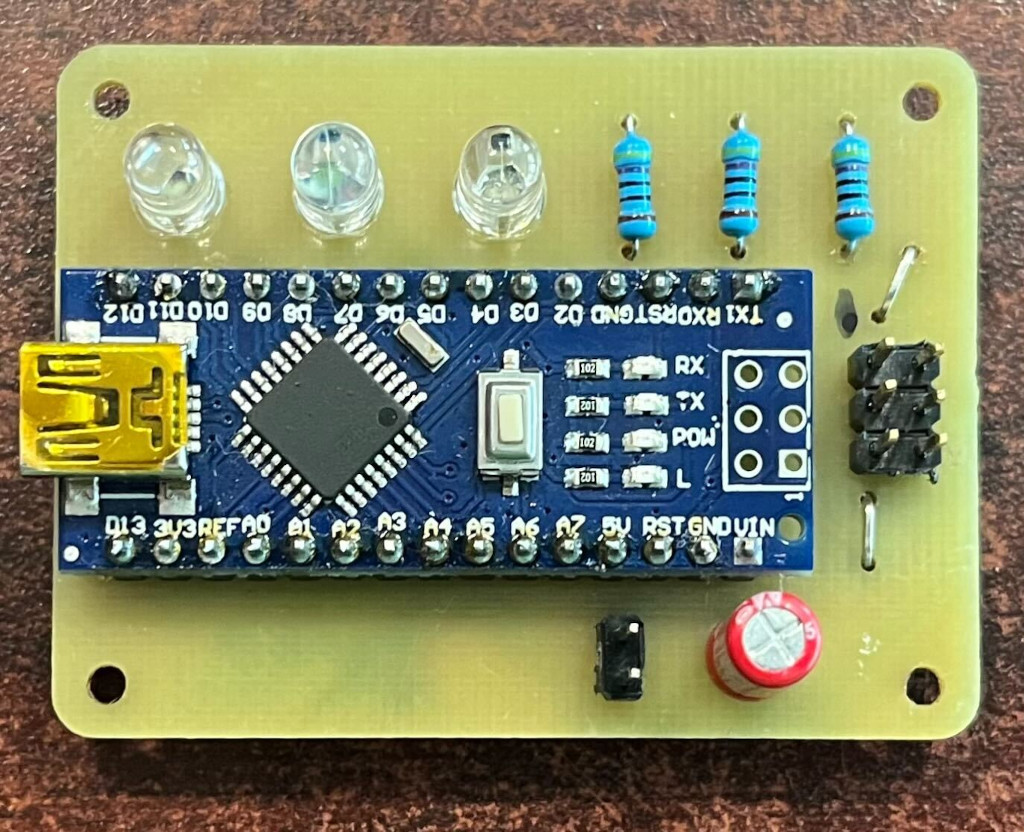 D12 D11 D10 D9 D8 D7 D6 D5 D4 D3 D2 GND RST RX0 TX1
102 RX
102 TX
102 POW
102 L
1
D13 3V3 REF A0 A1 A2 A3 A4 A5 A6 A7 5V RST GND VIN